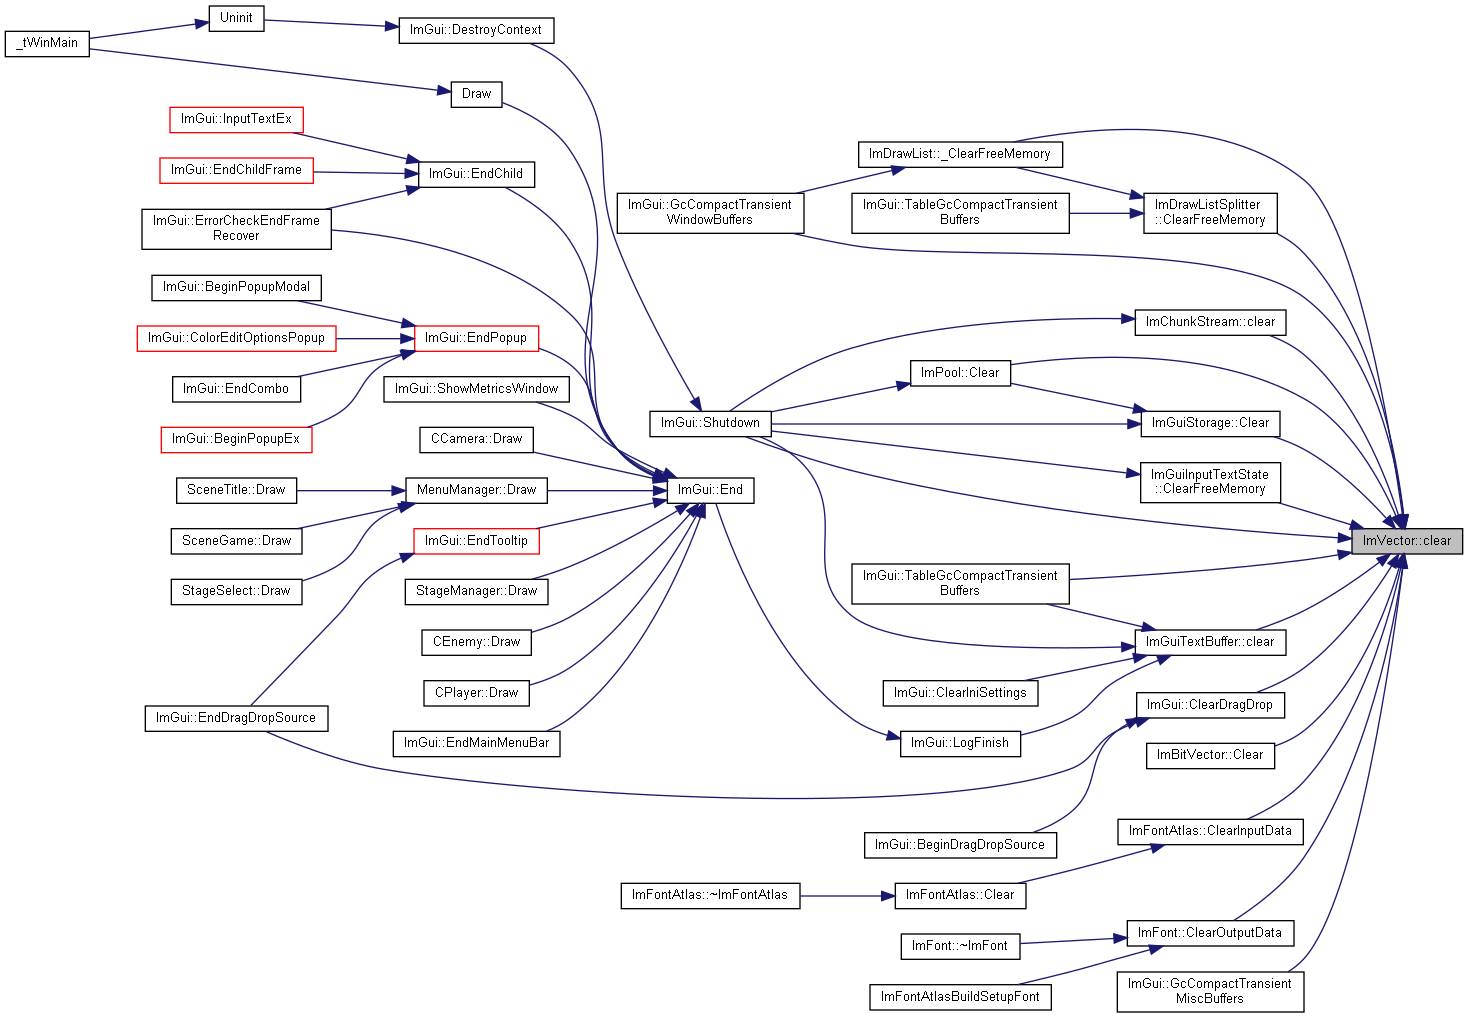 _tWinMain
Uninit
ImGui::DestroyContext
Draw
ImGui::InputTextEx
ImGui::EndChildFrame
ImGui::EndChild
ImGui::ErrorCheckEndFrame
Recover
ImGui::BeginPopupModal
ImGui::ColorEditOptionsPopup
ImGui::EndPopup
ImGui::EndCombo
ImGui::BeginPopupEx
ImGui::ShowMetricsWindow
CCamera::Draw
SceneTitle::Draw
MenuManager::Draw
SceneGame::Draw
StageSelect::Draw
ImGui::EndTooltip
StageManager::Draw
CEnemy::Draw
CPlayer::Draw
ImGui::EndDragDropSource
ImGui::EndMainMenuBar
ImGui::End
ImGui::Shutdown
ImGui::GcCompactTransient
WindowBuffers
ImDrawList::_ClearFreeMemory
ImGui::TableGcCompactTransient
Buffers
ImDrawListSplitter
::ClearFreeMemory
ImChunkStream::clear
ImPool::Clear
ImGuiStorage::Clear
ImGuiInputTextState
::ClearFreeMemory
ImVector::clear
ImGui::TableGcCompactTransient
Buffers
ImGuiTextBuffer::clear
ImGui::ClearIniSettings
ImGui::ClearDragDrop
ImGui::LogFinish
ImBitVector::Clear
ImGui::BeginDragDropSource
ImFontAtlas::ClearInputData
ImFontAtlas::~ImFontAtlas
ImFontAtlas::Clear
ImFont::~ImFont
ImFont::ClearOutputData
ImFontAtlasBuildSetupFont
ImGui::GcCompactTransient
MiscBuffers